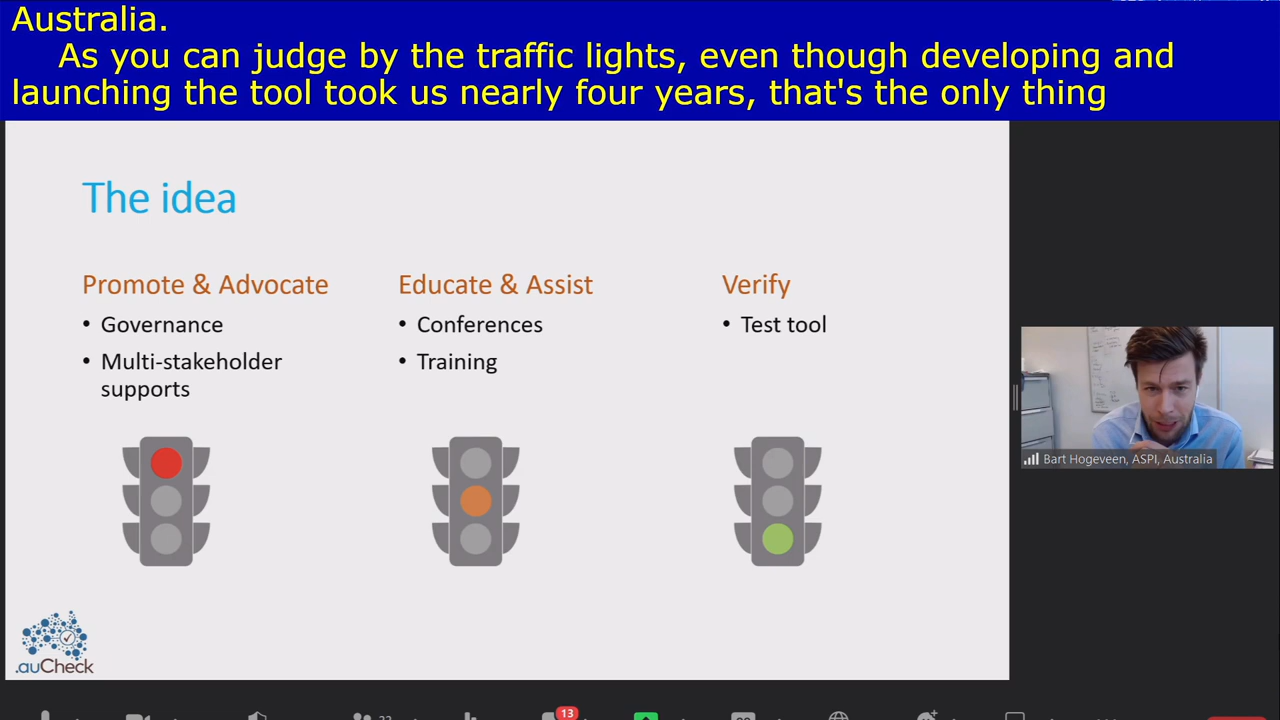 Australia.
As you can judge by the traffic lights, even though developing and
launching the tool took us nearly four years, that's the only thing
The idea
Promote & Advocate
• Governance
• Multi-stakeholder
supports
Educate & Assist
• Conferences
• Training
Verify
• Test tool
Bart Hogeveen, ASPI, Australia
.auCheck
13